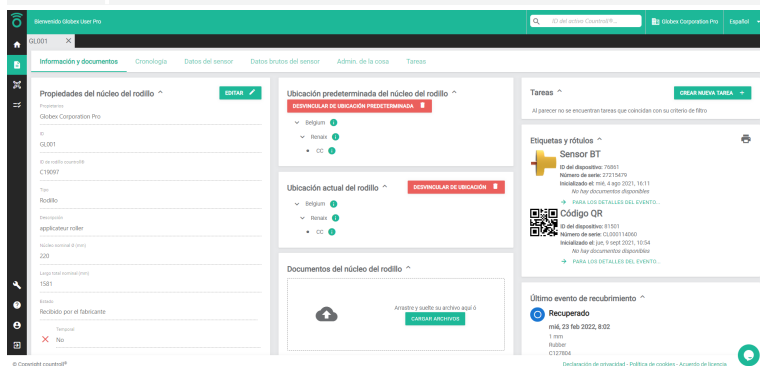 Bienvenido Globex User Pro
ID del activo Countroll®...
Globex Corporation Pro
Español
GL001 ×
Información y documentos
Cronología
Datos del sensor
Datos brutos del sensor
Admin. de la cosa
Tareas
Propiedades del núcleo del rodillo
EDITAR
Propietario
Globex Corporation Pro
ID
GL001
ID de rodillo countroll®
C19097
Tipo
Rodillo
Descripción
applicateur roller
Núcleo nominal Ø (mm)
220
Largo total nominal (mm)
1581
Estado
Recibido por el fabricante
Temporal
No
Ubicación predeterminada del núcleo del rodillo
DESVINCULAR DE UBICACIÓN PREDETERMINADA
Belgium
Renaix
CC
Ubicación actual del rodillo
DESVINCULAR DE UBICACIÓN
Belgium
Renaix
CC
Documentos del núcleo del rodillo
Arrastre y suelte su archivo aquí ó
CARGAR ARCHIVOS
Tareas
CREAR NUEVA TAREA +
Al parecer no se encuentran tareas que coincidan con su criterio de filtro
Etiquetas y rótulos
Sensor BT
ID del dispositivo: 76861
Número de serie: 27215479
Inicializado el: mié, 4 ago 2021, 16:11
No hay documentos disponibles
PARA LOS DETALLES DEL EVENTO...
Código QR
ID del dispositivo: 81501
Número de serie: CL000114060
Inicializado el: jue, 9 sept 2021, 10:54
No hay documentos disponibles
PARA LOS DETALLES DEL EVENTO...
Último evento de recubrimiento
Recuperado
mié, 23 feb 2022, 8:02
1 mm
Rubber
C127804
© Copyright countroll®
Declaración de privacidad - Política de cookies - Acuerdo de licencia